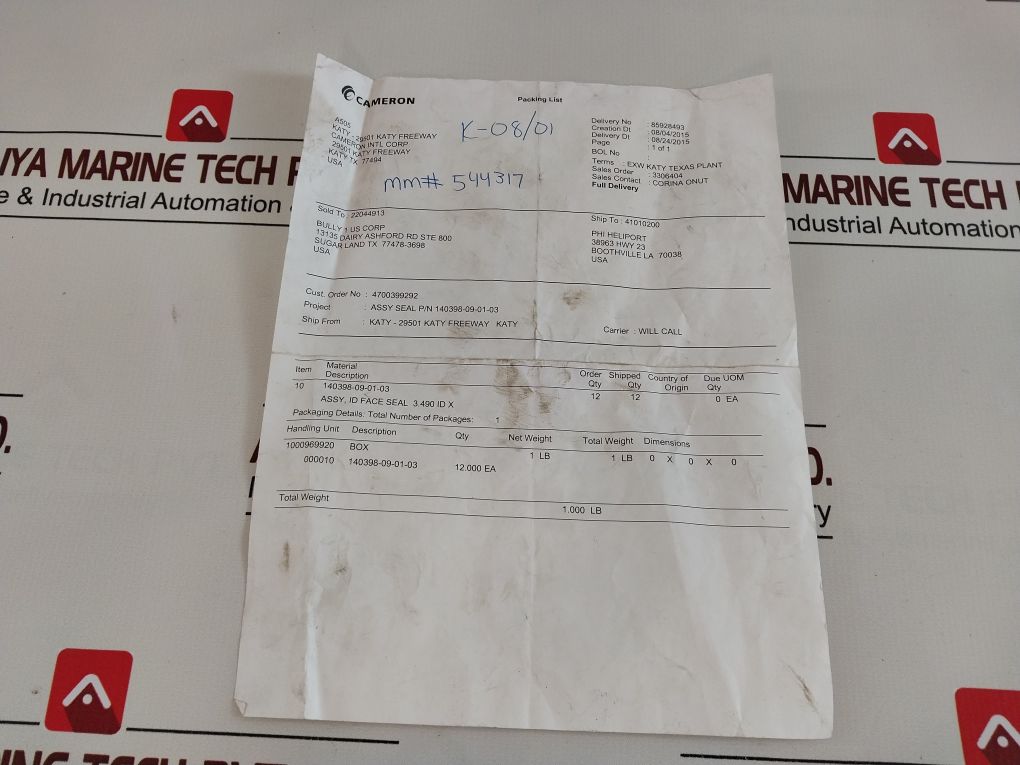 CAMERON
Packing List
A505
KATY - 29501 KATY FREEWAY
CAMERON INTL CORP
29501 KATY FREEWAY
KATY TX 77494
USA
K-08/01
MM# 544317
Delivery No : 85928493
Creation Dt : 08/04/2015
Delivery Dt : 08/24/2015
Page : 1 of 1
BOL No :
Terms : EXW KATY TEXAS PLANT
Sales Order : 3306404
Sales Contact : CORINA ONUT
Full Delivery
Sold To : 22044913
BULLY 1 US CORP
13135 DAIRY ASHFORD RD STE 800
SUGAR LAND TX 77478-3698
USA
Ship To : 41010200
PHI HELIPORT
38963 HWY 23
BOOTHVILLE LA 70038
USA
Cust. Order No : 4700399292
Project : ASSY SEAL P/N 140398-09-01-03
Ship From : KATY - 29501 KATY FREEWAY KATY
Carrier : WILL CALL
Item Material Description Order Qty Shipped Qty Country of Origin Due Qty UOM
10 140398-09-01-03 12 12 0 EA
ASSY, ID FACE SEAL 3.490 ID X
Packaging Details: Total Number of Packages: 1
Handling Unit Description Qty Net Weight Total Weight Dimensions
1000969920 BOX 1 LB 1 LB 0 X 0 X 0
000010 140398-09-01-03 12.000 EA
Total Weight 1.000 LB
IYA MARINE TECH P
e & Industrial Automation
MARINE TECH
ndustrial Automation
D.
D.
ry